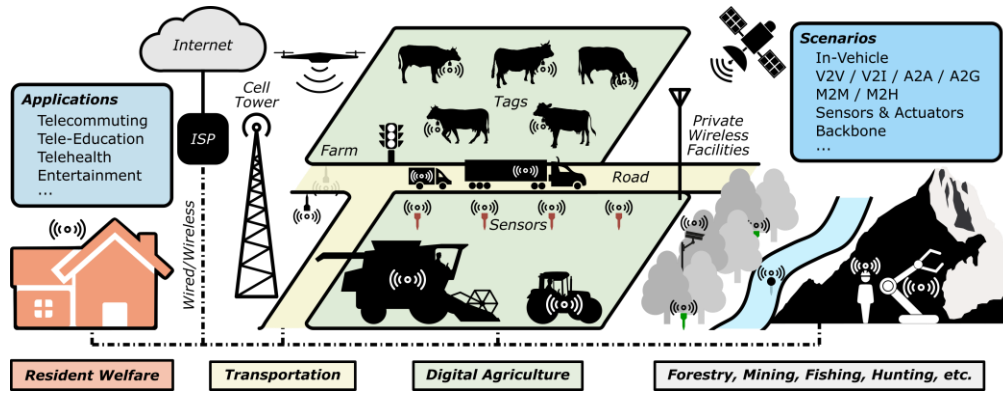 Internet
Applications
Telecommuting
Tele-Education
Telehealth
Entertainment
...
ISP
Cell
Tower
Wired/Wireless
Tags
Farm
Road
Sensors
Private
Wireless
Facilities
Scenarios
In-Vehicle
V2V / V2I / A2A / A2G
M2M / M2H
Sensors & Actuators
Backbone
...
Resident Welfare
Transportation
Digital Agriculture
Forestry, Mining, Fishing, Hunting, etc.